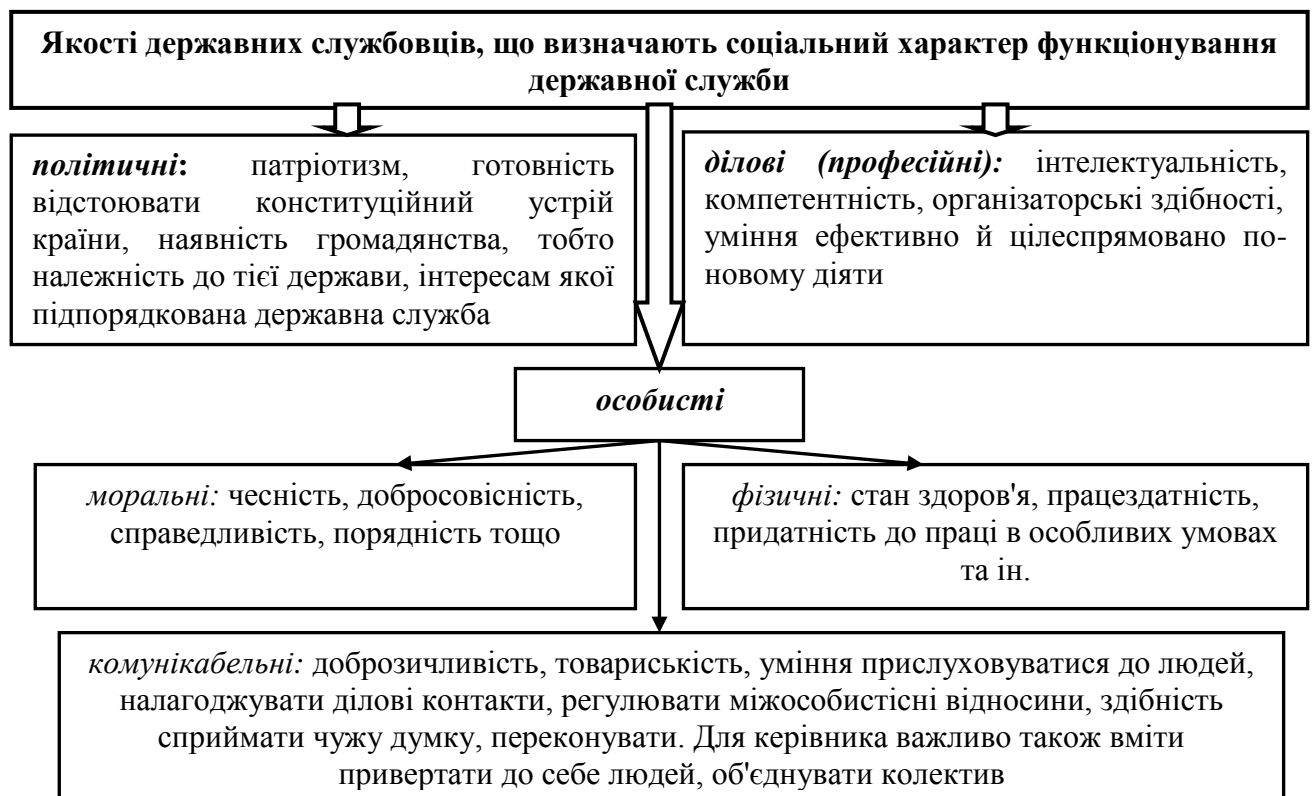 Якості державних службовців, що визначають соціальний характер функціонування
державної служби
політичні: патріотизм, готовність
відстоювати конституційний устрій
країни, наявність громадянства, тобто
належність до тієї держави, інтересам якої
підпорядкована державна служба
ділові (професійні): інтелектуальність,
компетентність, організаторські здібності,
уміння ефективно й цілеспрямовано по-
новому діяти
особисті
моральні: чесність, добросовісність,
справедливість, порядність тощо
фізичні: стан здоров'я, працездатність,
придатність до праці в особливих умовах
та ін.
комунікабельні: доброзичливість, товариськість, уміння прислуховуватися до людей,
налагоджувати ділові контакти, регулювати міжособистісні відносини, здібність
сприймати чужу думку, переконувати. Для керівника важливо також вміти
привертати до себе людей, об'єднувати колектив